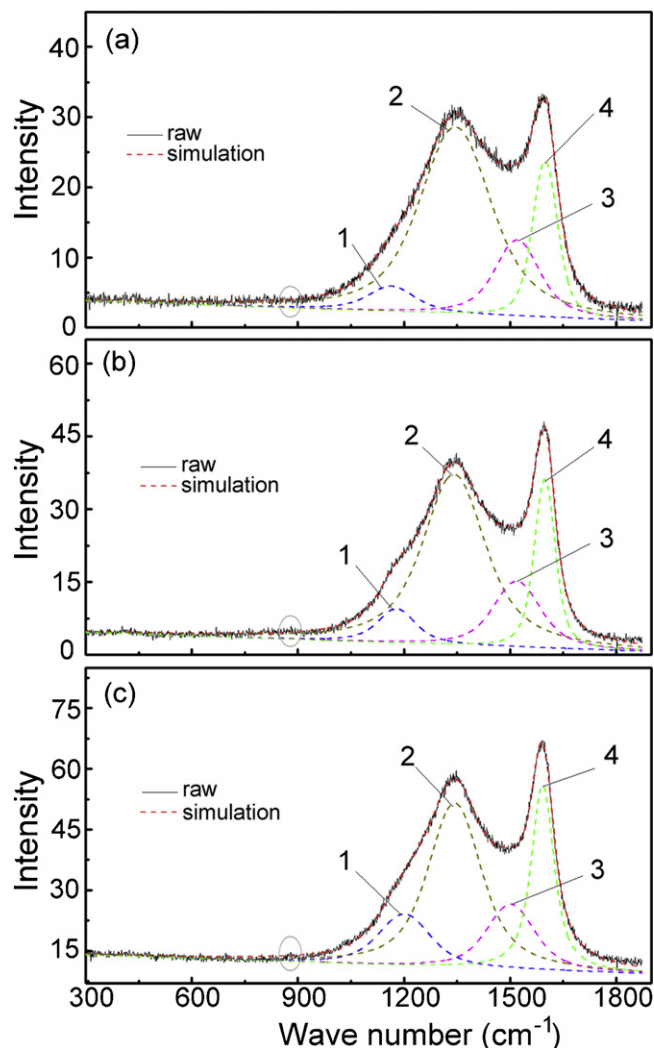 (a)
40
30
20
10
0
Intensity
raw
simulation
1
2
3
4
(b)
60
45
30
15
0
Intensity
raw
simulation
1
2
3
4
(c)
75
60
45
30
15
Intensity
raw
simulation
1
2
3
4
300 600 900 1200 1500 1800
Wave number (cm⁻¹)